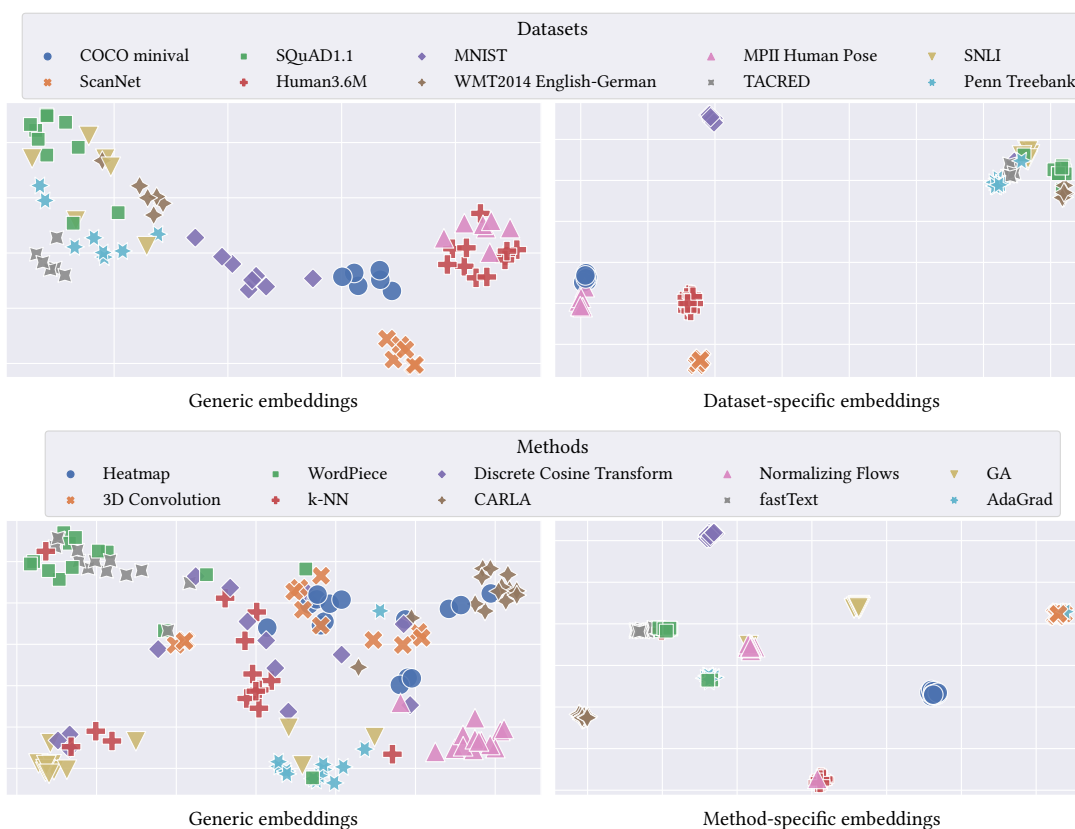 Datasets
COCO minival SQuAD1.1 MNIST MPII Human Pose SNLI
ScanNet Human3.6M WMT2014 English-German TACRED Penn Treebank
Generic embeddings Dataset-specific embeddings
Methods
Heatmap WordPiece Discrete Cosine Transform Normalizing Flows GA
3D Convolution k-NN CARLA fastText AdaGrad
Generic embeddings Method-specific embeddings